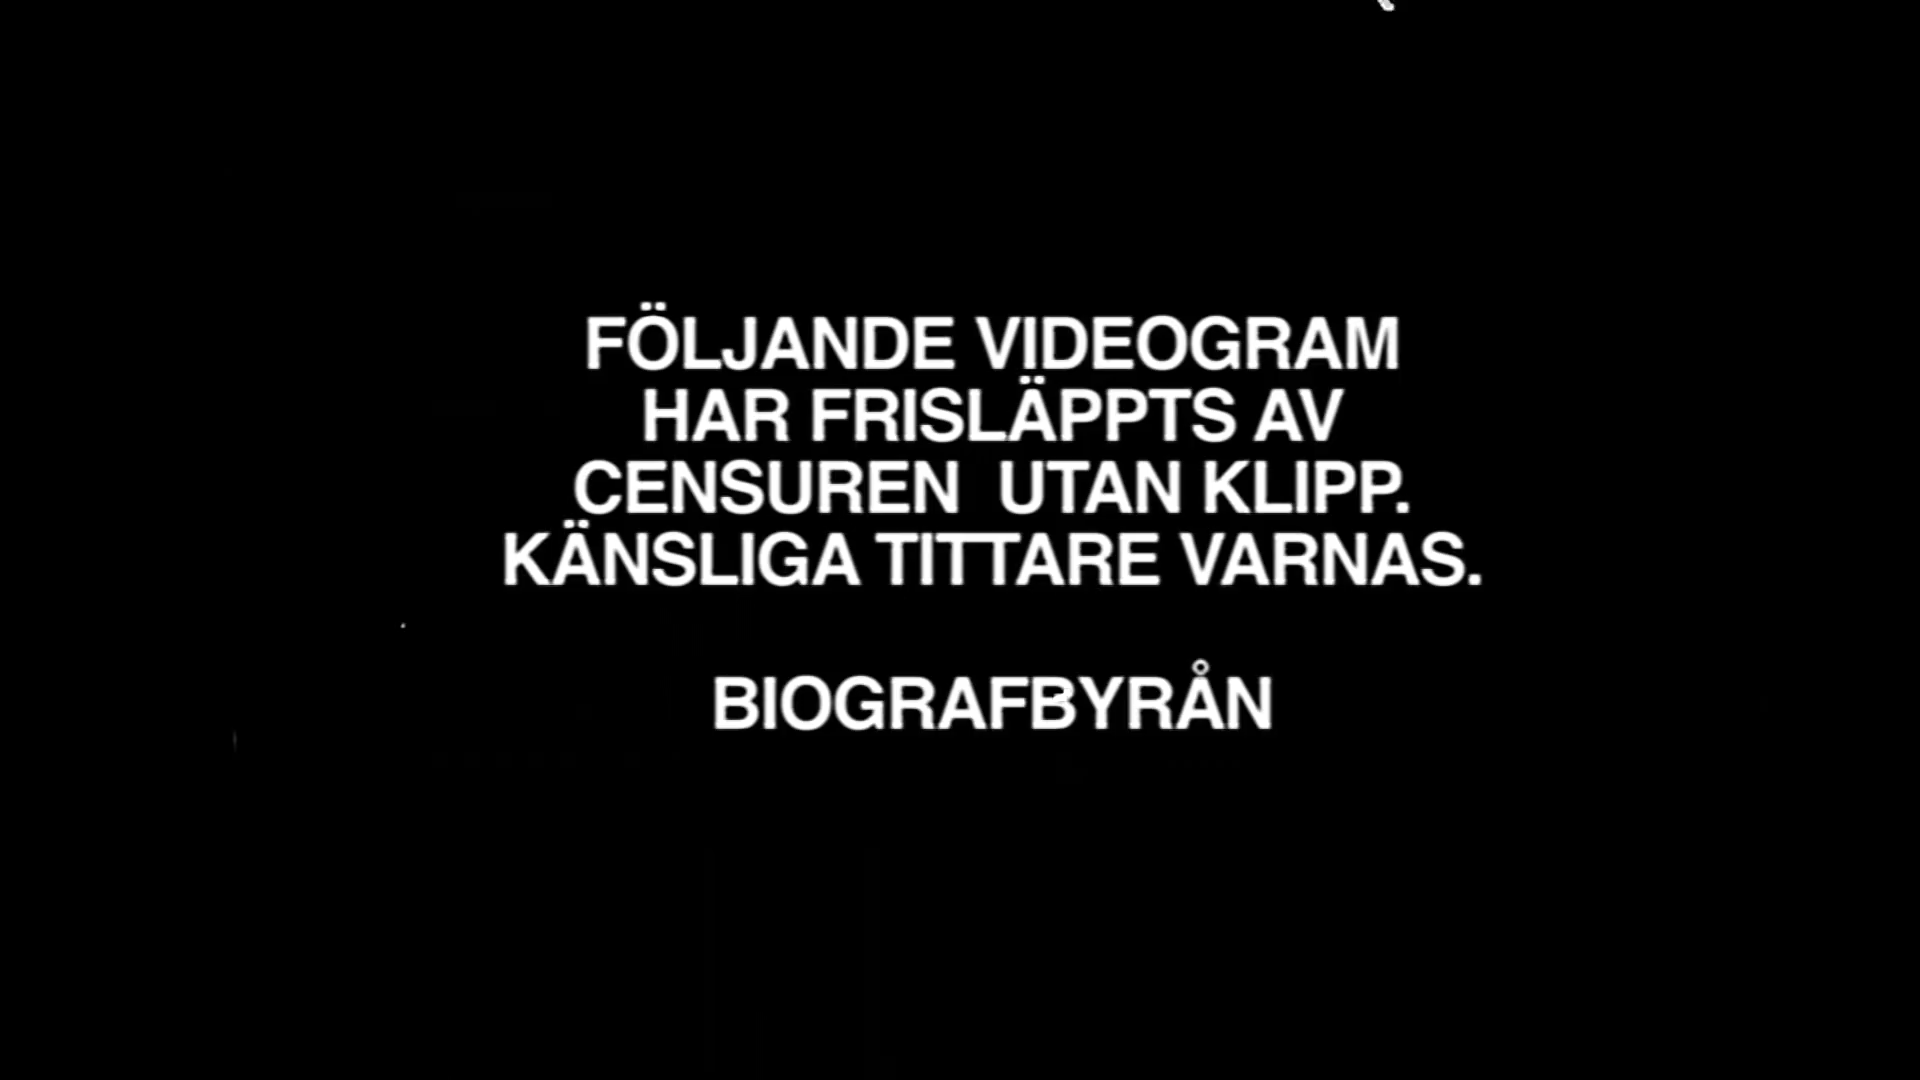 FÖLJANDE VIDEOGRAM
HAR FRISLÄPPTS AV
CENSUREN UTAN KLIPP.
KÄNSLIGA TITTARE VARNAS.
BIOGRAFBYRÅN